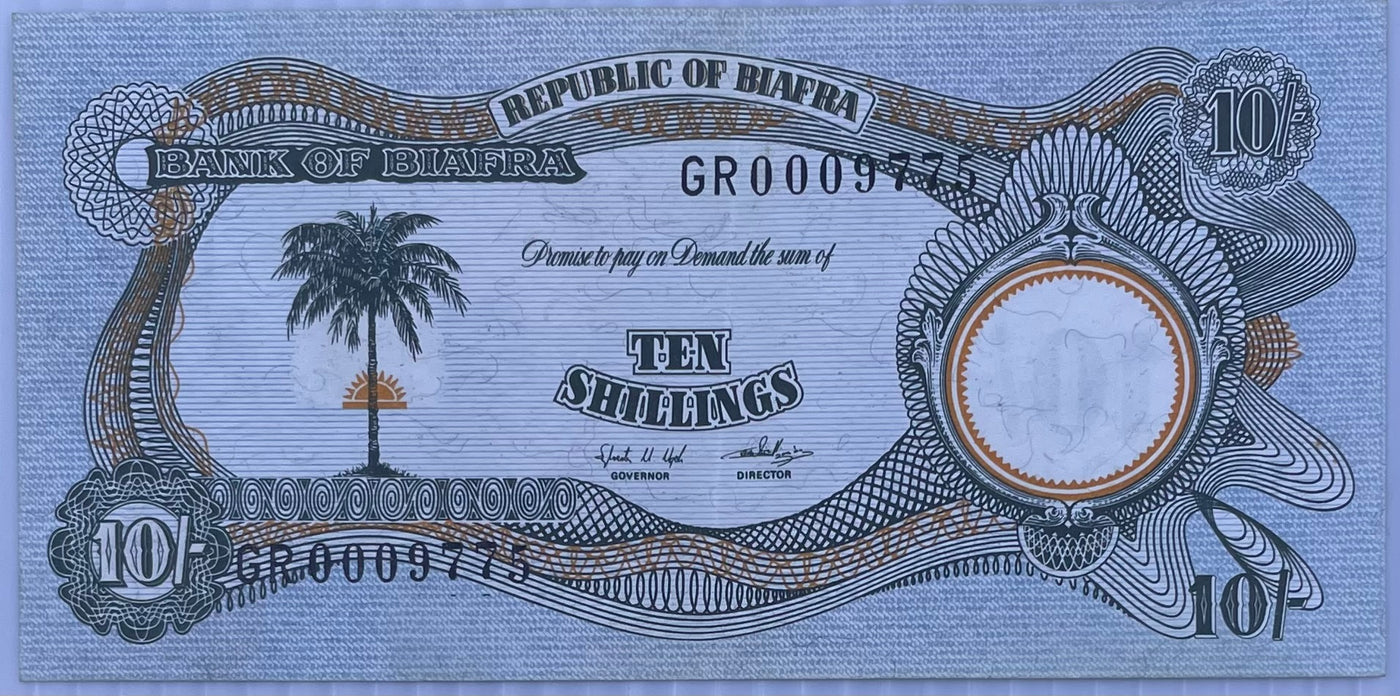 REPUBLIC OF BIAFRA
10/-
BANK OF BIAFRA
GR0009775
Promise to pay on Demand the sum of
TEN
SHILLINGS
GOVERNOR DIRECTOR
10/-
GR0009775
10/-